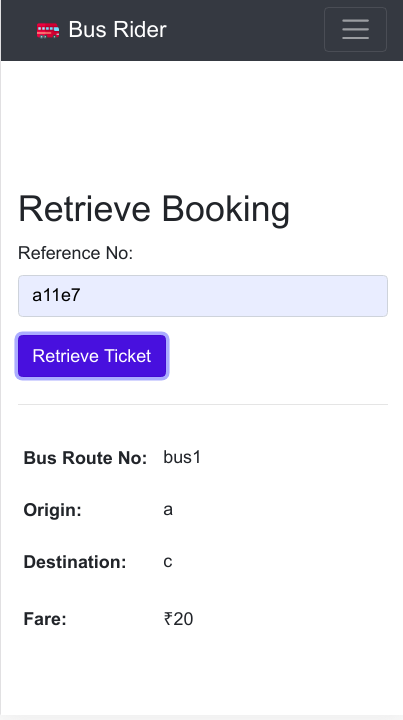 Bus Rider
Retrieve Booking
Reference No:
a11e7
Retrieve Ticket
Bus Route No: bus1
Origin: a
Destination: c
Fare: ₹20